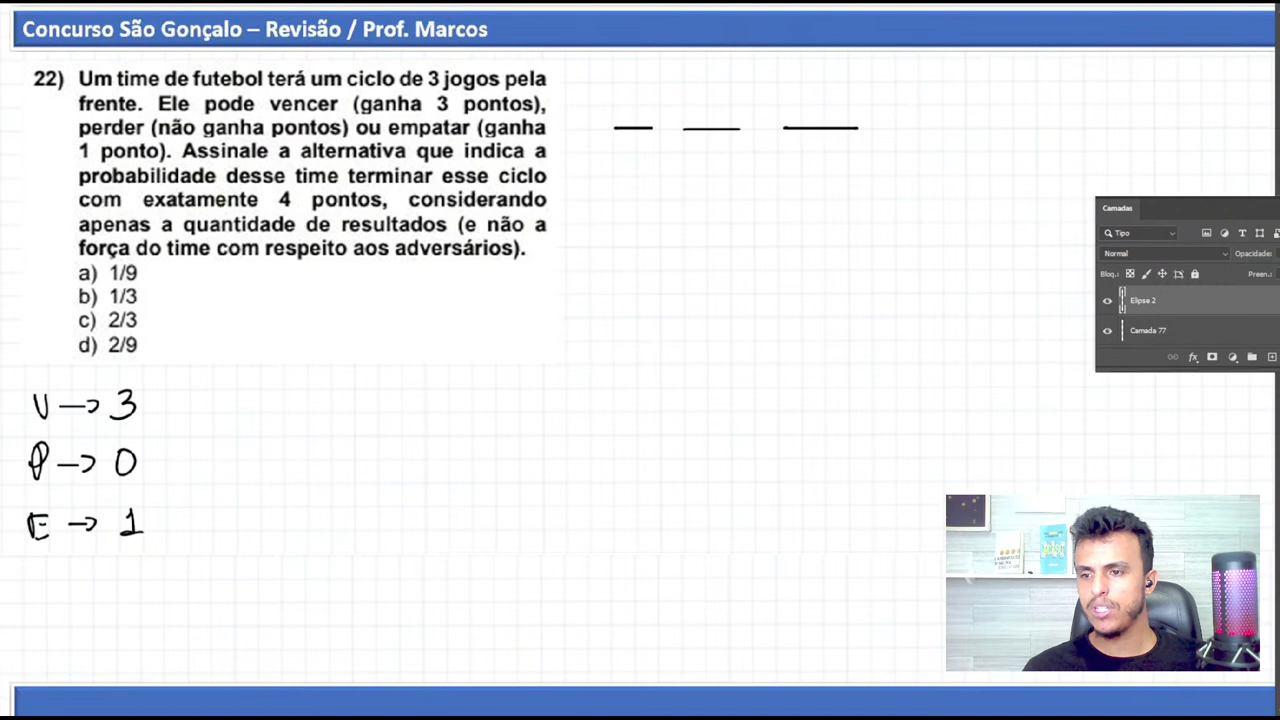 Concurso São Gonçalo – Revisão / Prof. Marcos
22) Um time de futebol terá um ciclo de 3 jogos pela
frente. Ele pode vencer (ganha 3 pontos),
perder (não ganha pontos) ou empatar (ganha
1 ponto). Assinale a alternativa que indica a
probabilidade desse time terminar esse ciclo
com exatamente 4 pontos, considerando
apenas a quantidade de resultados (e não a
força do time com respeito aos adversários).
a) 1/9
b) 1/3
c) 2/3
d) 2/9
V → 3
P → 0
E → 1
Camadas
Tipo
Normal
Opacidade:
Bloq.:
Preen.:
Elipse 2
Camada 77
fx